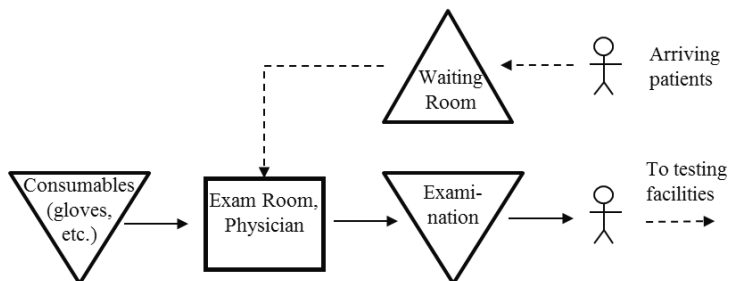 Waiting
Room
Arriving
patients
Consumables
(gloves,
etc.)
Exam Room,
Physician
Exami-
nation
To testing
facilities